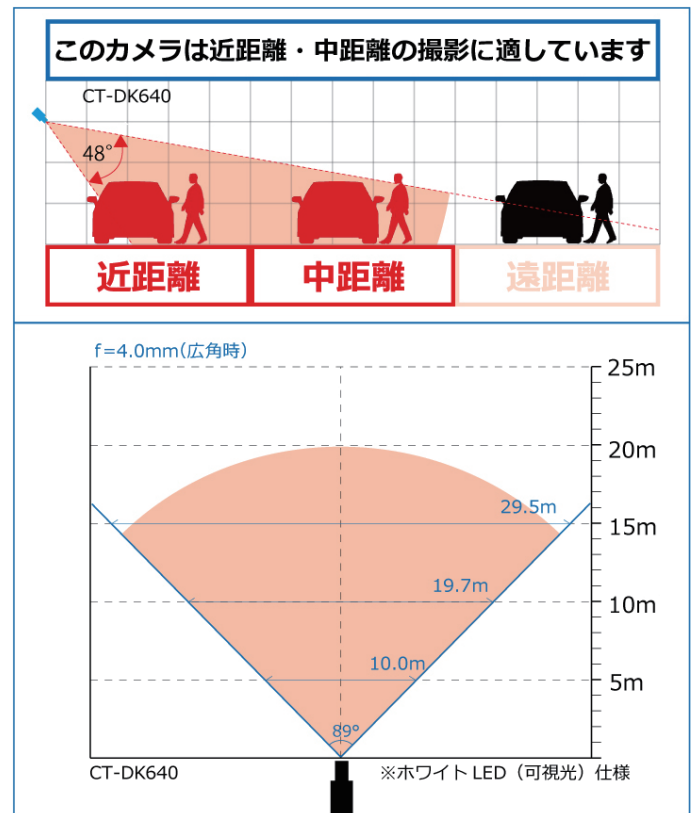 このカメラは近距離・中距離の撮影に適しています
CT-DK640
48°
近距離
中距離
遠距離
f=4.0mm(広角時)
25m
20m
29.5m
15m
19.7m
10m
10.0m
5m
89°
CT-DK640
※ホワイト LED（可視光）仕様